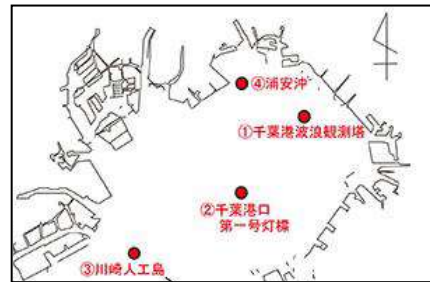 ④浦安沖
①千葉港波浪観測塔
②千葉港口
第一号灯標
③川崎人工島